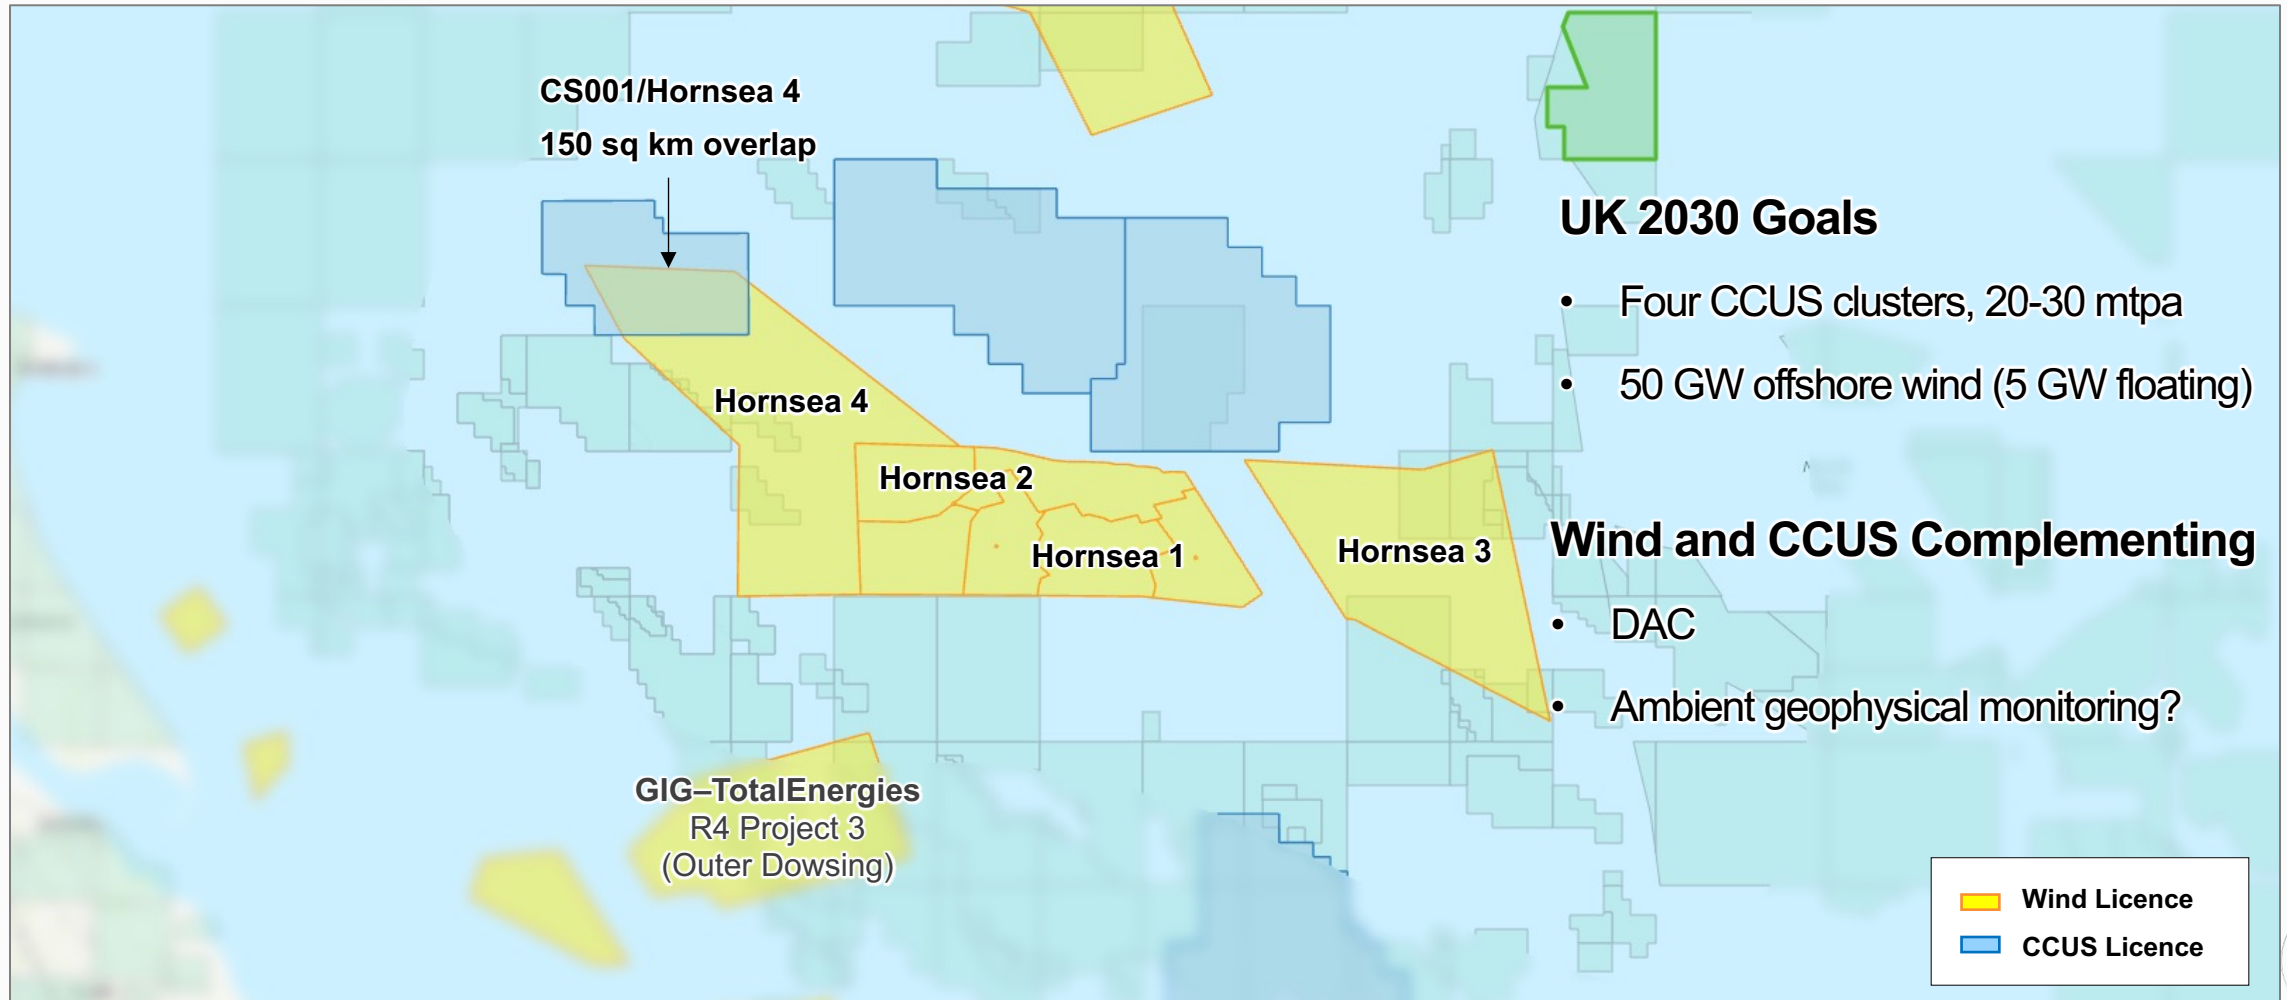 CS001/Hornsea 4
150 sq km overlap
UK 2030 Goals
• Four CCUS clusters, 20-30 mtpa
• 50 GW offshore wind (5 GW floating)
Hornsea 4
Hornsea 2
Hornsea 1
Hornsea 3
Wind and CCUS Complementing
• DAC
• Ambient geophysical monitoring?
GIG–TotalEnergies
R4 Project 3
(Outer Dowsing)
Wind Licence
CCUS Licence